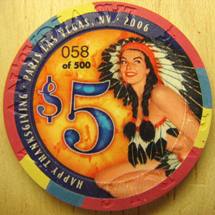 HAPPY THANKSGIVING • PARIS LAS VEGAS, NV • 2006
058
of 500
$5